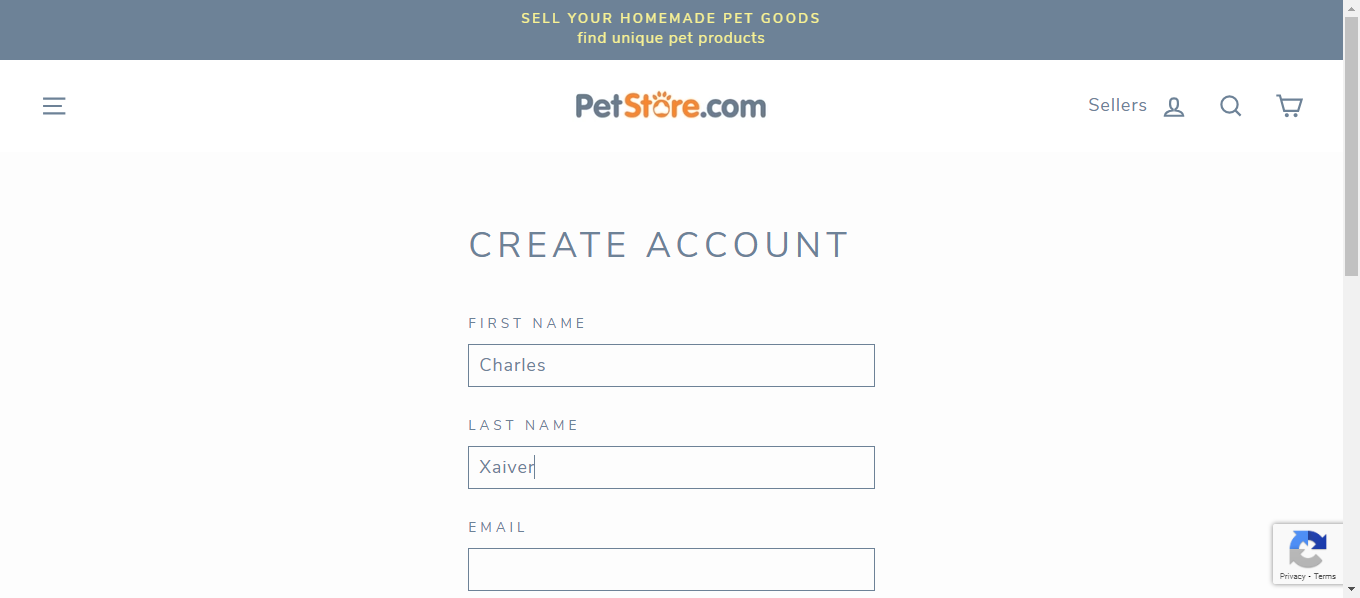 SELL YOUR HOMEMADE PET GOODS
find unique pet products
PetStore.com
Sellers
CREATE ACCOUNT
FIRST NAME
Charles
LAST NAME
Xaiver
EMAIL
Privacy - Terms